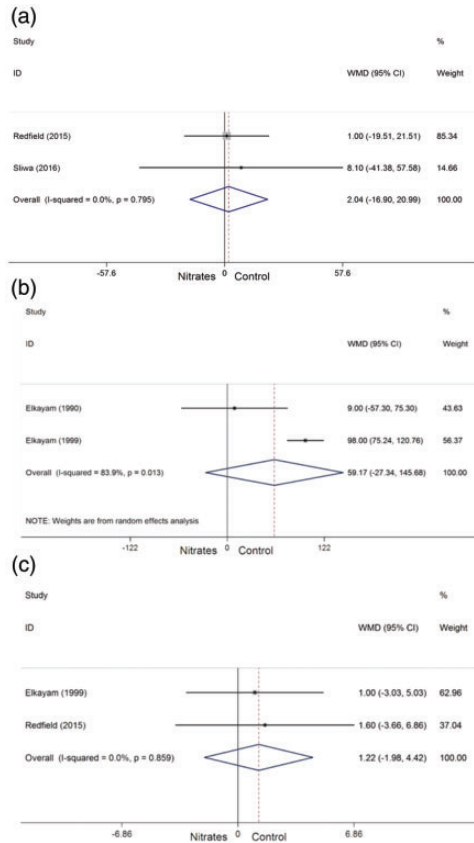 (a)
Study %
ID WMD (95% CI) Weight
Redfield (2015) 1.00 (-19.51, 21.51) 85.34
Sliwa (2016) 8.10 (-41.38, 57.58) 14.66
Overall (I-squared = 0.0%, p = 0.795) 2.04 (-16.90, 20.99) 100.00
-57.6 0 57.6
Nitrates Control
(b)
Study %
ID WMD (95% CI) Weight
Elkayam (1990) 9.00 (-57.30, 75.30) 43.63
Elkayam (1999) 98.00 (75.24, 120.76) 56.37
Overall (I-squared = 83.9%, p = 0.013) 59.17 (-27.34, 145.68) 100.00
NOTE: Weights are from random effects analysis
-122 Nitrates 0 Control 122
(c)
Study %
ID WMD (95% CI) Weight
Elkayam (1999) 1.00 (-3.03, 5.03) 62.96
Redfield (2015) 1.60 (-3.66, 6.86) 37.04
Overall (I-squared = 0.0%, p = 0.859) 1.22 (-1.98, 4.42) 100.00
-6.86 0 6.86
Nitrates Control